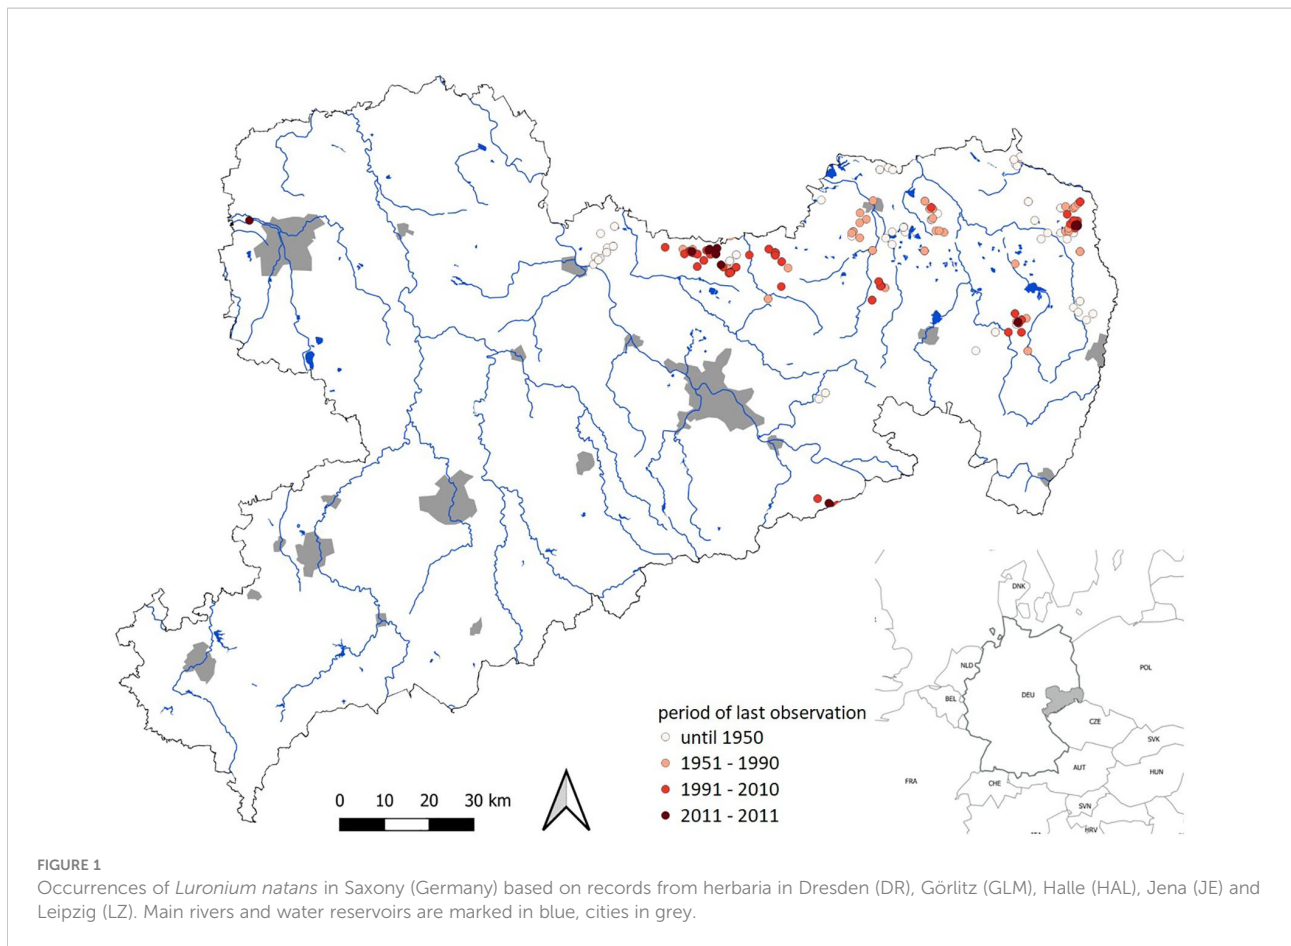 DNK
POL
NLD
BEL
DEU
CZE
SVK
FRA
CHE
AUT
HUN
SVN
HRV
period of last observation
until 1950
1951 - 1990
1991 - 2010
2011 - 2011
0 10 20 30 km
FIGURE 1
Occurrences of Luronium natans in Saxony (Germany) based on records from herbaria in Dresden (DR), Görlitz (GLM), Halle (HAL), Jena (JE) and
Leipzig (LZ). Main rivers and water reservoirs are marked in blue, cities in grey.